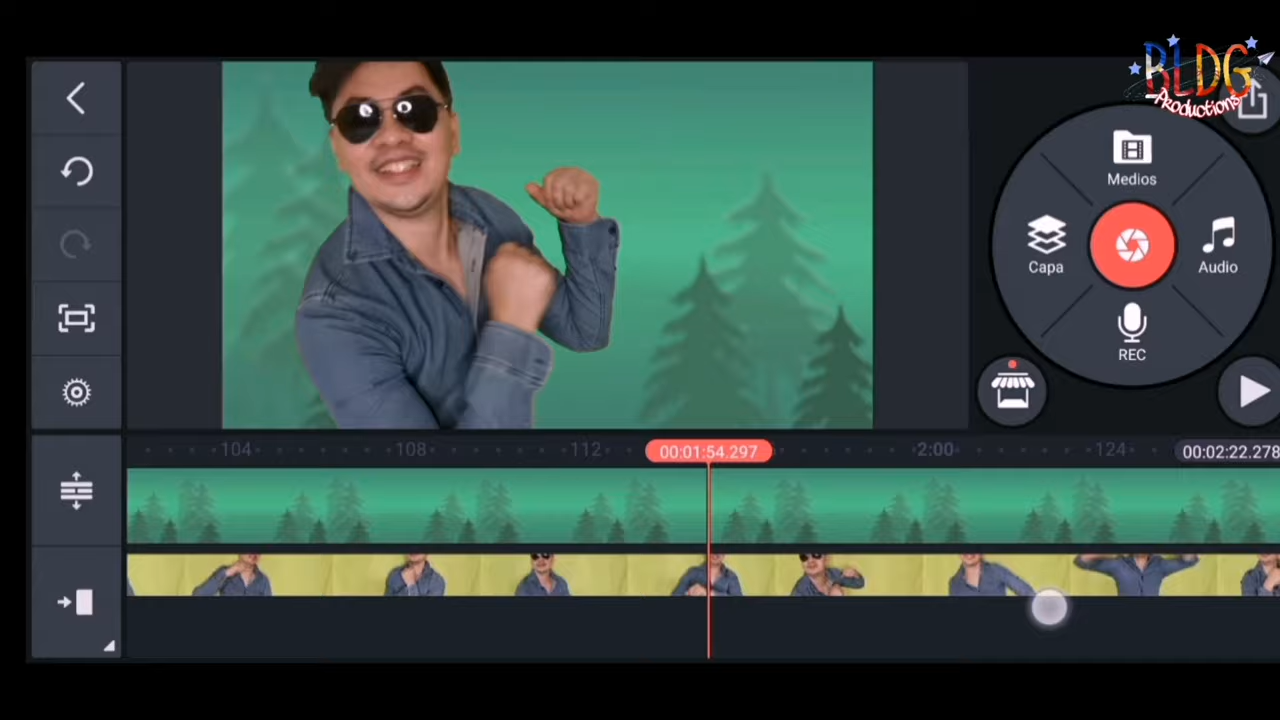 BLDG
Productions
Medios
Capa
Audio
REC
104
108
112
00:01:54.297
2:00
124
00:02:22.278